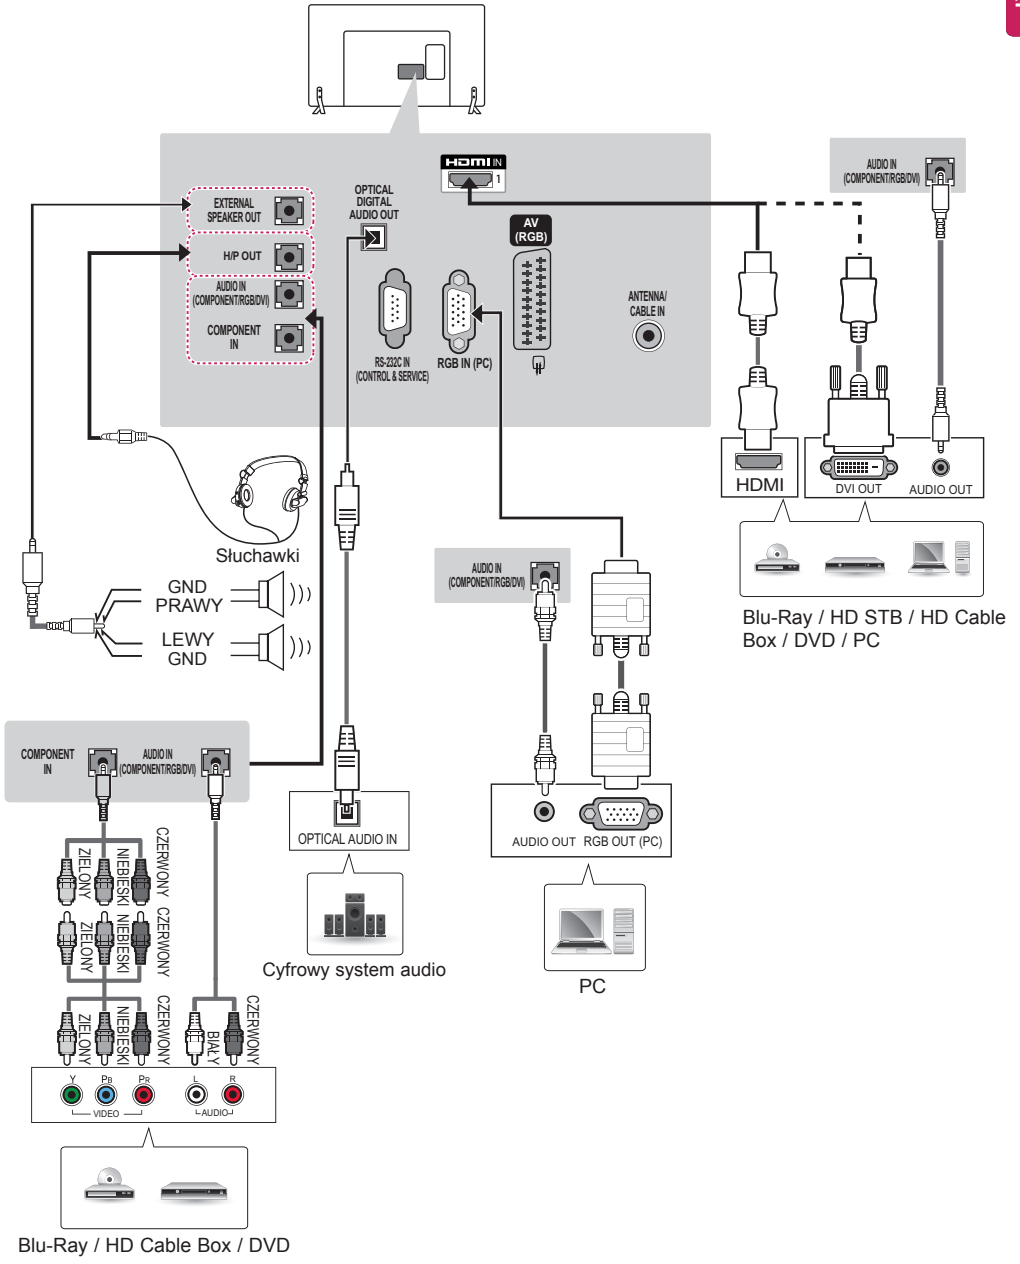 HDMI IN
1
EXTERNAL
SPEAKER OUT
H/P OUT
AUDIO IN
(COMPONENT/RGB/DVI)
COMPONENT
IN
OPTICAL
DIGITAL
AUDIO OUT
RS-232C IN
(CONTROL & SERVICE)
RGB IN (PC)
AV
(RGB)
ANTENNA/
CABLE IN
AUDIO IN
(COMPONENT/RGB/DVI)
HDMI
DVI OUT
AUDIO OUT
Blu-Ray / HD STB / HD Cable
Box / DVD / PC
Słuchawki
GND
PRAWY
LEWY
GND
AUDIO IN
(COMPONENT/RGB/DVI)
AUDIO OUT
RGB OUT (PC)
PC
OPTICAL AUDIO IN
Cyfrowy system audio
COMPONENT
IN
AUDIO IN
(COMPONENT/RGB/DVI)
ZIELONY
NIEBIESKI
CZERWONY
ZIELONY
NIEBIESKI
CZERWONY
ZIELONY
NIEBIESKI
CZERWONY
BIAŁY
CZERWONY
Y
PB
PR
L
R
VIDEO
AUDIO
Blu-Ray / HD Cable Box / DVD